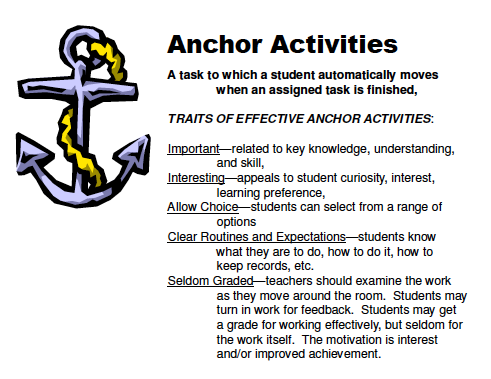 Anchor Activities
A task to which a student automatically moves
when an assigned task is finished,
TRAITS OF EFFECTIVE ANCHOR ACTIVITIES:
Important—related to key knowledge, understanding,
and skill,
Interesting—appeals to student curiosity, interest,
learning preference,
Allow Choice—students can select from a range of
options
Clear Routines and Expectations—students know
what they are to do, how to do it, how to
keep records, etc.
Seldom Graded—teachers should examine the work
as they move around the room.  Students may
turn in work for feedback.  Students may get
a grade for working effectively, but seldom for
the work itself.  The motivation is interest
and/or improved achievement.